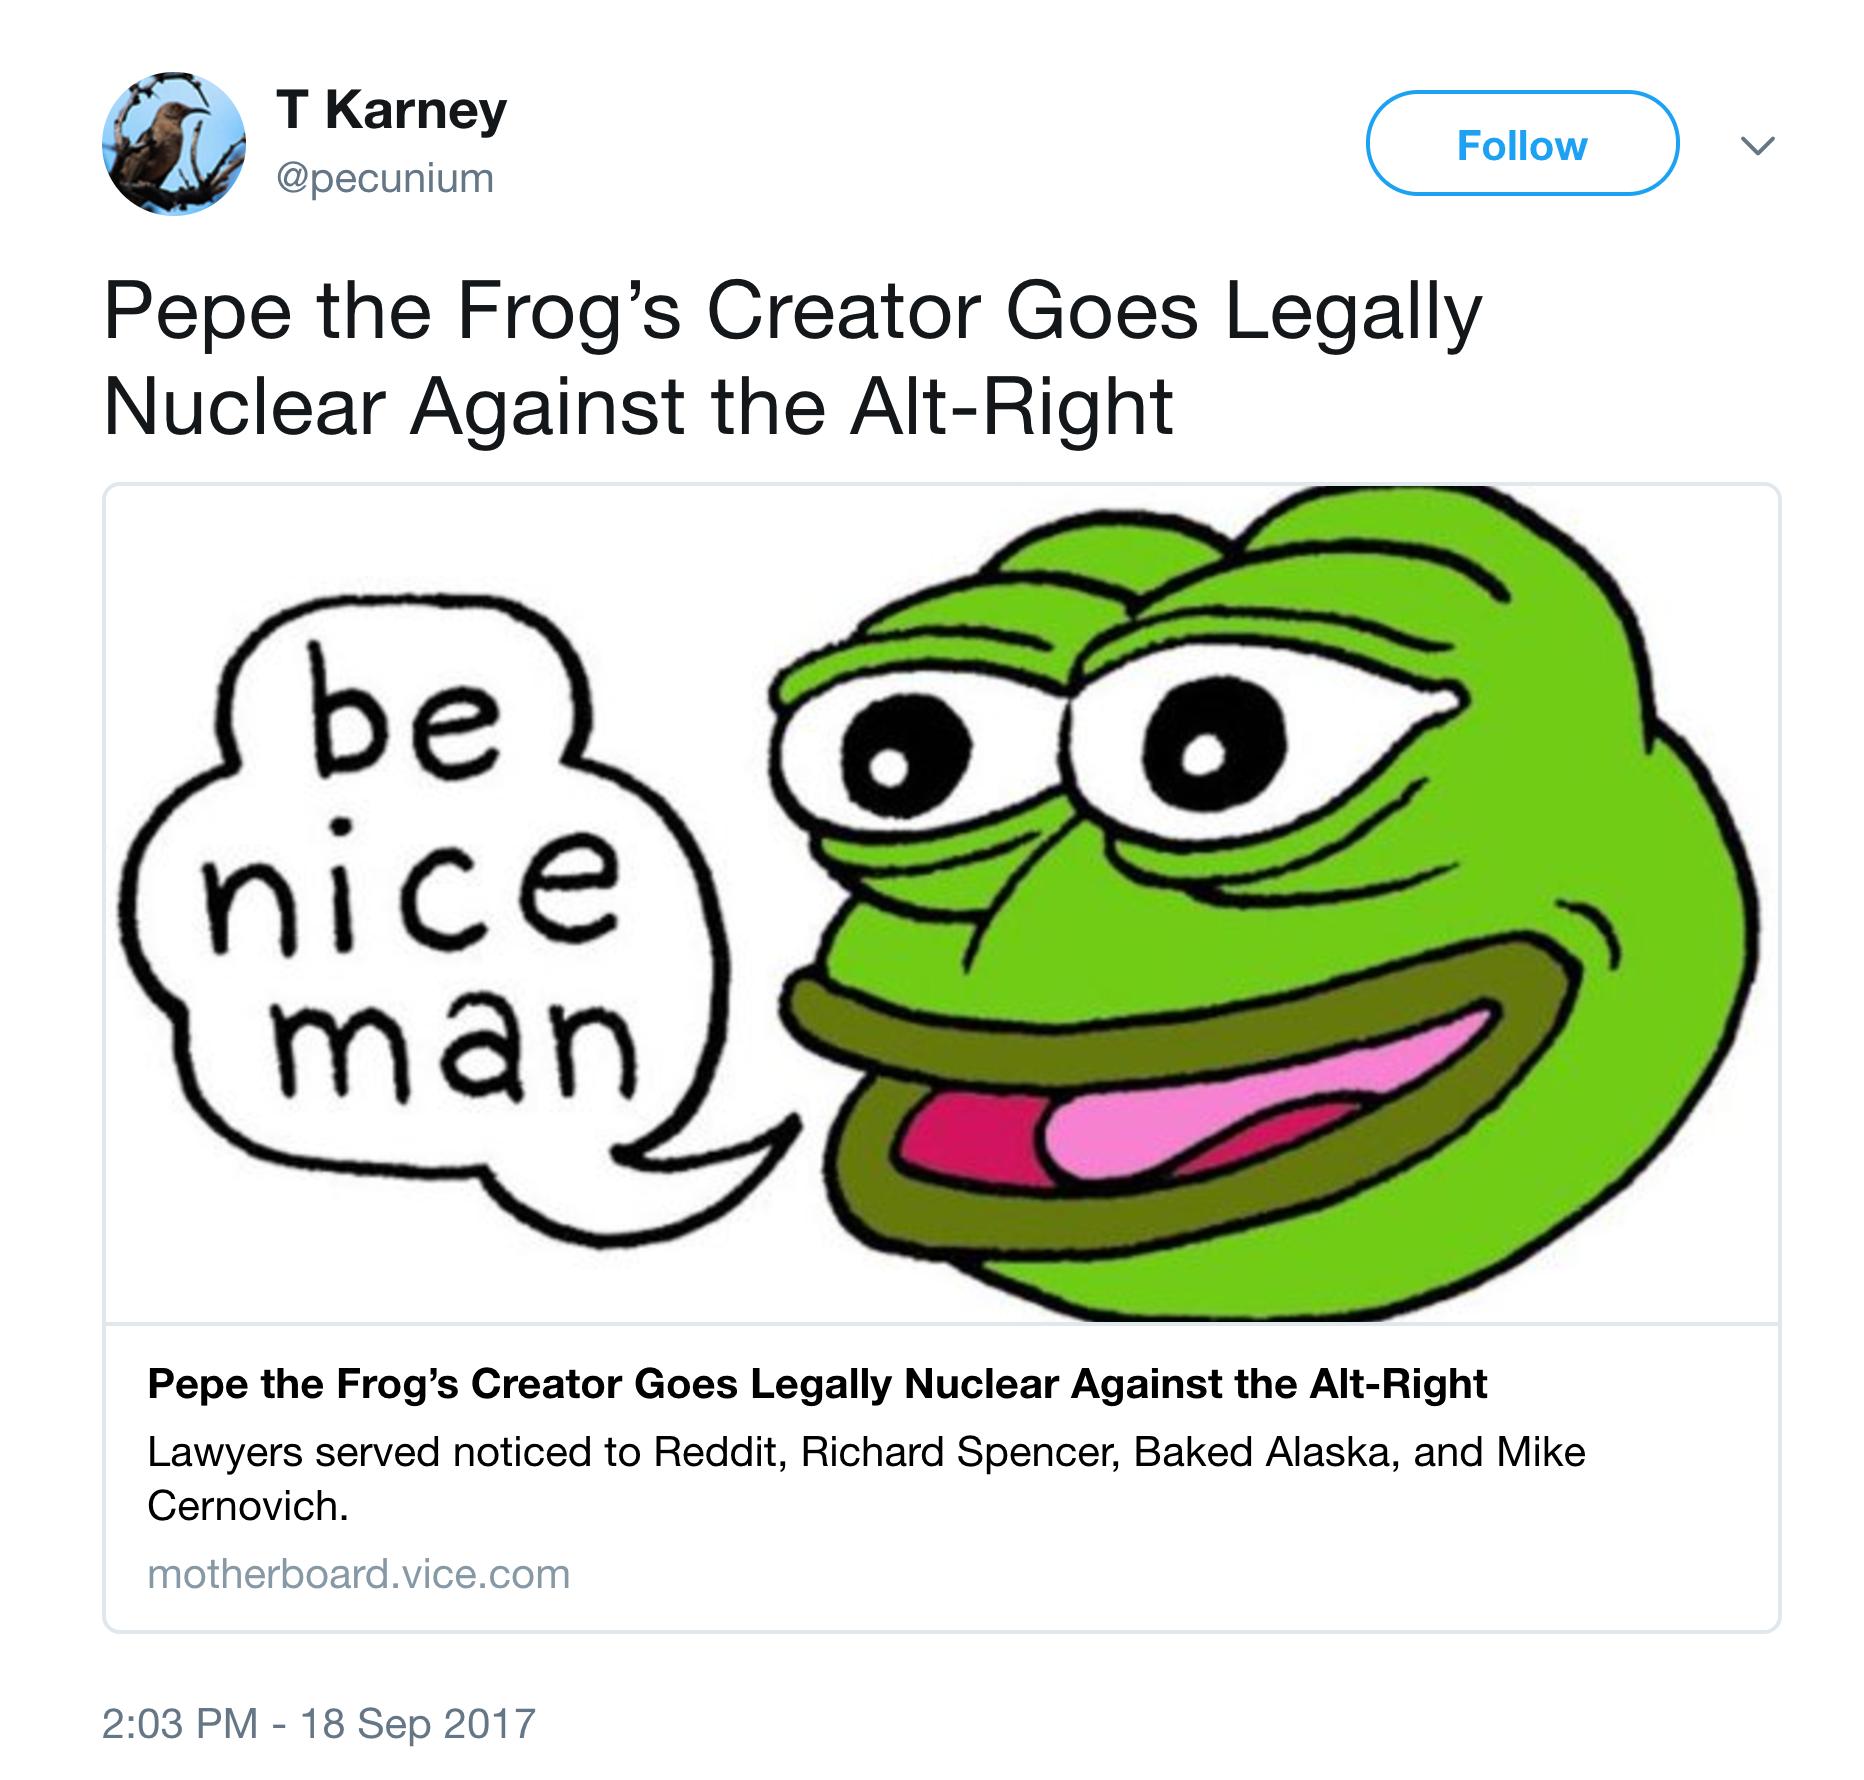 T Karney
@pecunium
Follow
Pepe the Frog’s Creator Goes Legally
Nuclear Against the Alt-Right
be
nice
man
Pepe the Frog’s Creator Goes Legally Nuclear Against the Alt-Right
Lawyers served noticed to Reddit, Richard Spencer, Baked Alaska, and Mike
Cernovich.
motherboard.vice.com
2:03 PM - 18 Sep 2017